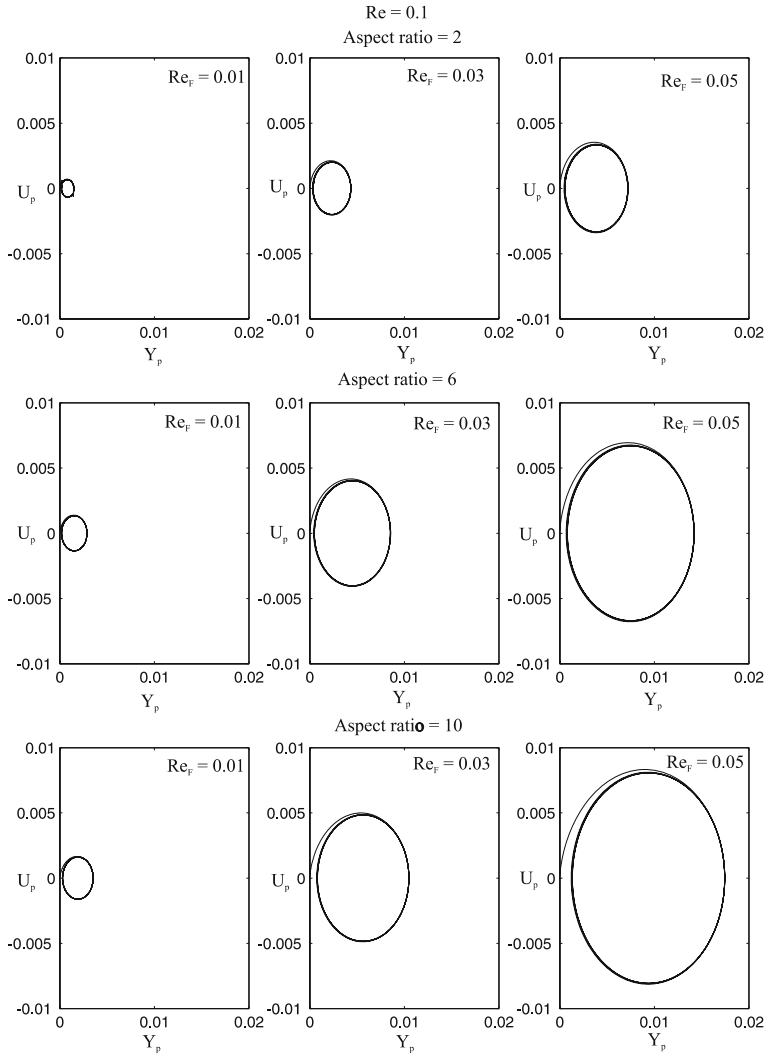 Re = 0.1
Aspect ratio = 2
0.01
0.005
0
-0.005
-0.01
U_p
Re_F = 0.01
0 0.01 0.02
Y_p
0.01
0.005
0
-0.005
-0.01
U_p
Re_F = 0.03
0 0.01 0.02
Y_p
0.01
0.005
0
-0.005
-0.01
U_p
Re_F = 0.05
0 0.01 0.02
Y_p
Aspect ratio = 6
0.01
0.005
0
-0.005
-0.01
U_p
Re_F = 0.01
0 0.01 0.02
Y_p
0.01
0.005
0
-0.005
-0.01
U_p
Re_F = 0.03
0 0.01 0.02
Y_p
0.01
0.005
0
-0.005
-0.01
U_p
Re_F = 0.05
0 0.01 0.02
Y_p
Aspect ratio = 10
0.01
0.005
0
-0.005
-0.01
U_p
Re_F = 0.01
0 0.01 0.02
Y_p
0.01
0.005
0
-0.005
-0.01
U_p
Re_F = 0.03
0 0.01 0.02
Y_p
0.01
0.005
0
-0.005
-0.01
U_p
Re_F = 0.05
0 0.01 0.02
Y_p